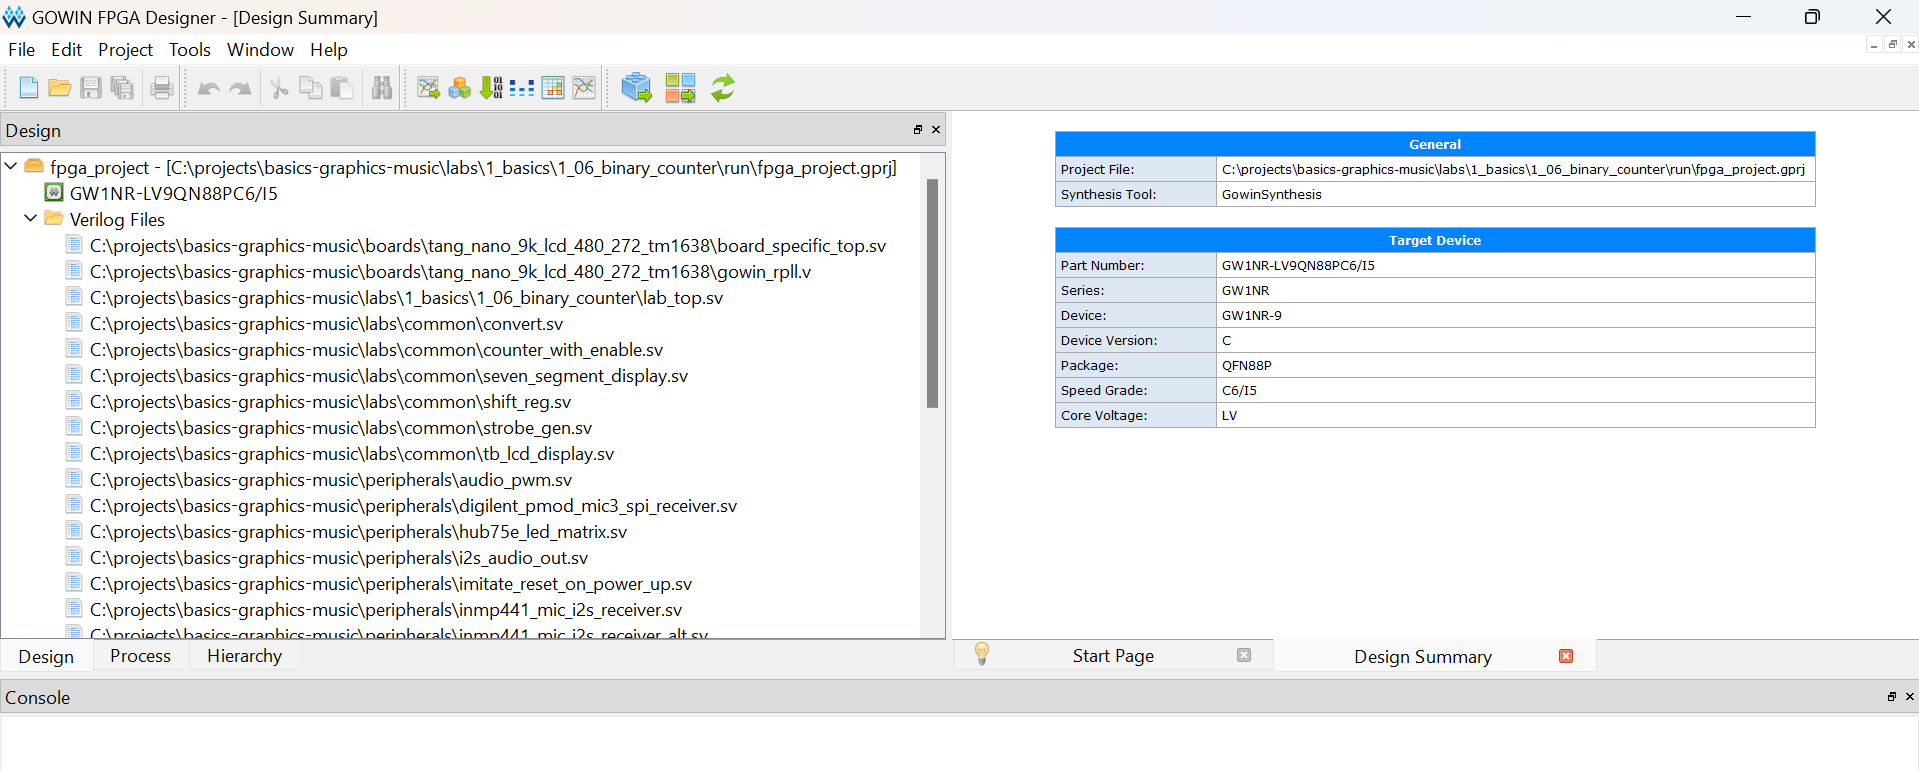 GOWIN FPGA Designer - [Design Summary]
File Edit Project Tools Window Help
Design
fpga_project - [C:\projects\basics-graphics-music\labs\1_basics\1_06_binary_counter\run\fpga_project.gprj]
GW1NR-LV9QN88PC6/I5
Verilog Files
C:\projects\basics-graphics-music\boards\tang_nano_9k_lcd_480_272_tm1638\board_specific_top.sv
C:\projects\basics-graphics-music\boards\tang_nano_9k_lcd_480_272_tm1638\gowin_rpll.v
C:\projects\basics-graphics-music\labs\1_basics\1_06_binary_counter\lab_top.sv
C:\projects\basics-graphics-music\labs\common\convert.sv
C:\projects\basics-graphics-music\labs\common\counter_with_enable.sv
C:\projects\basics-graphics-music\labs\common\seven_segment_display.sv
C:\projects\basics-graphics-music\labs\common\shift_reg.sv
C:\projects\basics-graphics-music\labs\common\strobe_gen.sv
C:\projects\basics-graphics-music\labs\common\tb_lcd_display.sv
C:\projects\basics-graphics-music\peripherals\audio_pwm.sv
C:\projects\basics-graphics-music\peripherals\digilent_pmod_mic3_spi_receiver.sv
C:\projects\basics-graphics-music\peripherals\hub75e_led_matrix.sv
C:\projects\basics-graphics-music\peripherals\i2s_audio_out.sv
C:\projects\basics-graphics-music\peripherals\imitate_reset_on_power_up.sv
C:\projects\basics-graphics-music\peripherals\inmp441_mic_i2s_receiver.sv
C:\projects\basics-graphics-music\peripherals\inmp441_mic_i2s_receiver_alt.sv
Design Process Hierarchy
General
Project File: C:\projects\basics-graphics-music\labs\1_basics\1_06_binary_counter\run\fpga_project.gprj
Synthesis Tool: GowinSynthesis
Target Device
Part Number: GW1NR-LV9QN88PC6/I5
Series: GW1NR
Device: GW1NR-9
Device Version: C
Package: QFN88P
Speed Grade: C6/I5
Core Voltage: LV
Start Page Design Summary
Console